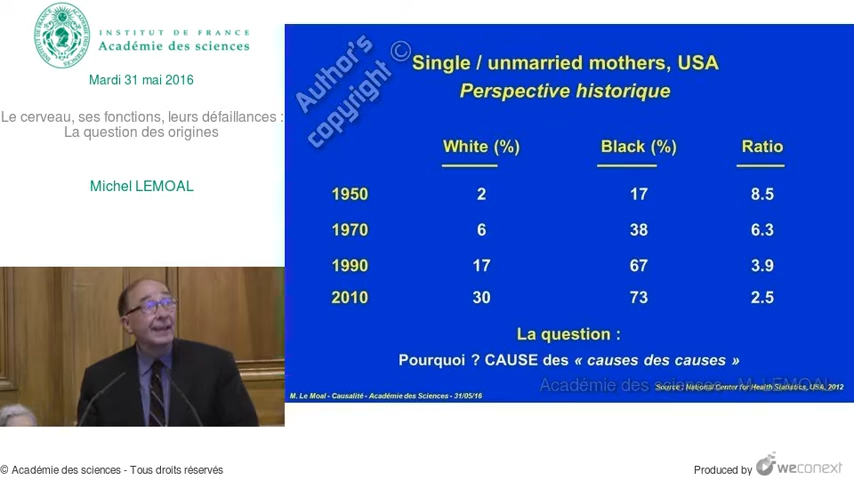 INSTITUT DE FRANCE
Académie des sciences
Mardi 31 mai 2016
Le cerveau, ses fonctions, leurs défaillances :
La question des origines
Michel LEMOAL
Author's
copyright ©
Single / unmarried mothers, USA
Perspective historique
White (%) Black (%) Ratio
1950 2 17 8.5
1970 6 38 6.3
1990 17 67 3.9
2010 30 73 2.5
La question :
Pourquoi ? CAUSE des « causes des causes »
Académie des sciences - M. LEMOAL
Source : National Center for Health Statistics, USA, 2012
M. Le Moal - Causalité - Académie des Sciences - 31/05/16
© Académie des sciences - Tous droits réservés
Produced by weconext